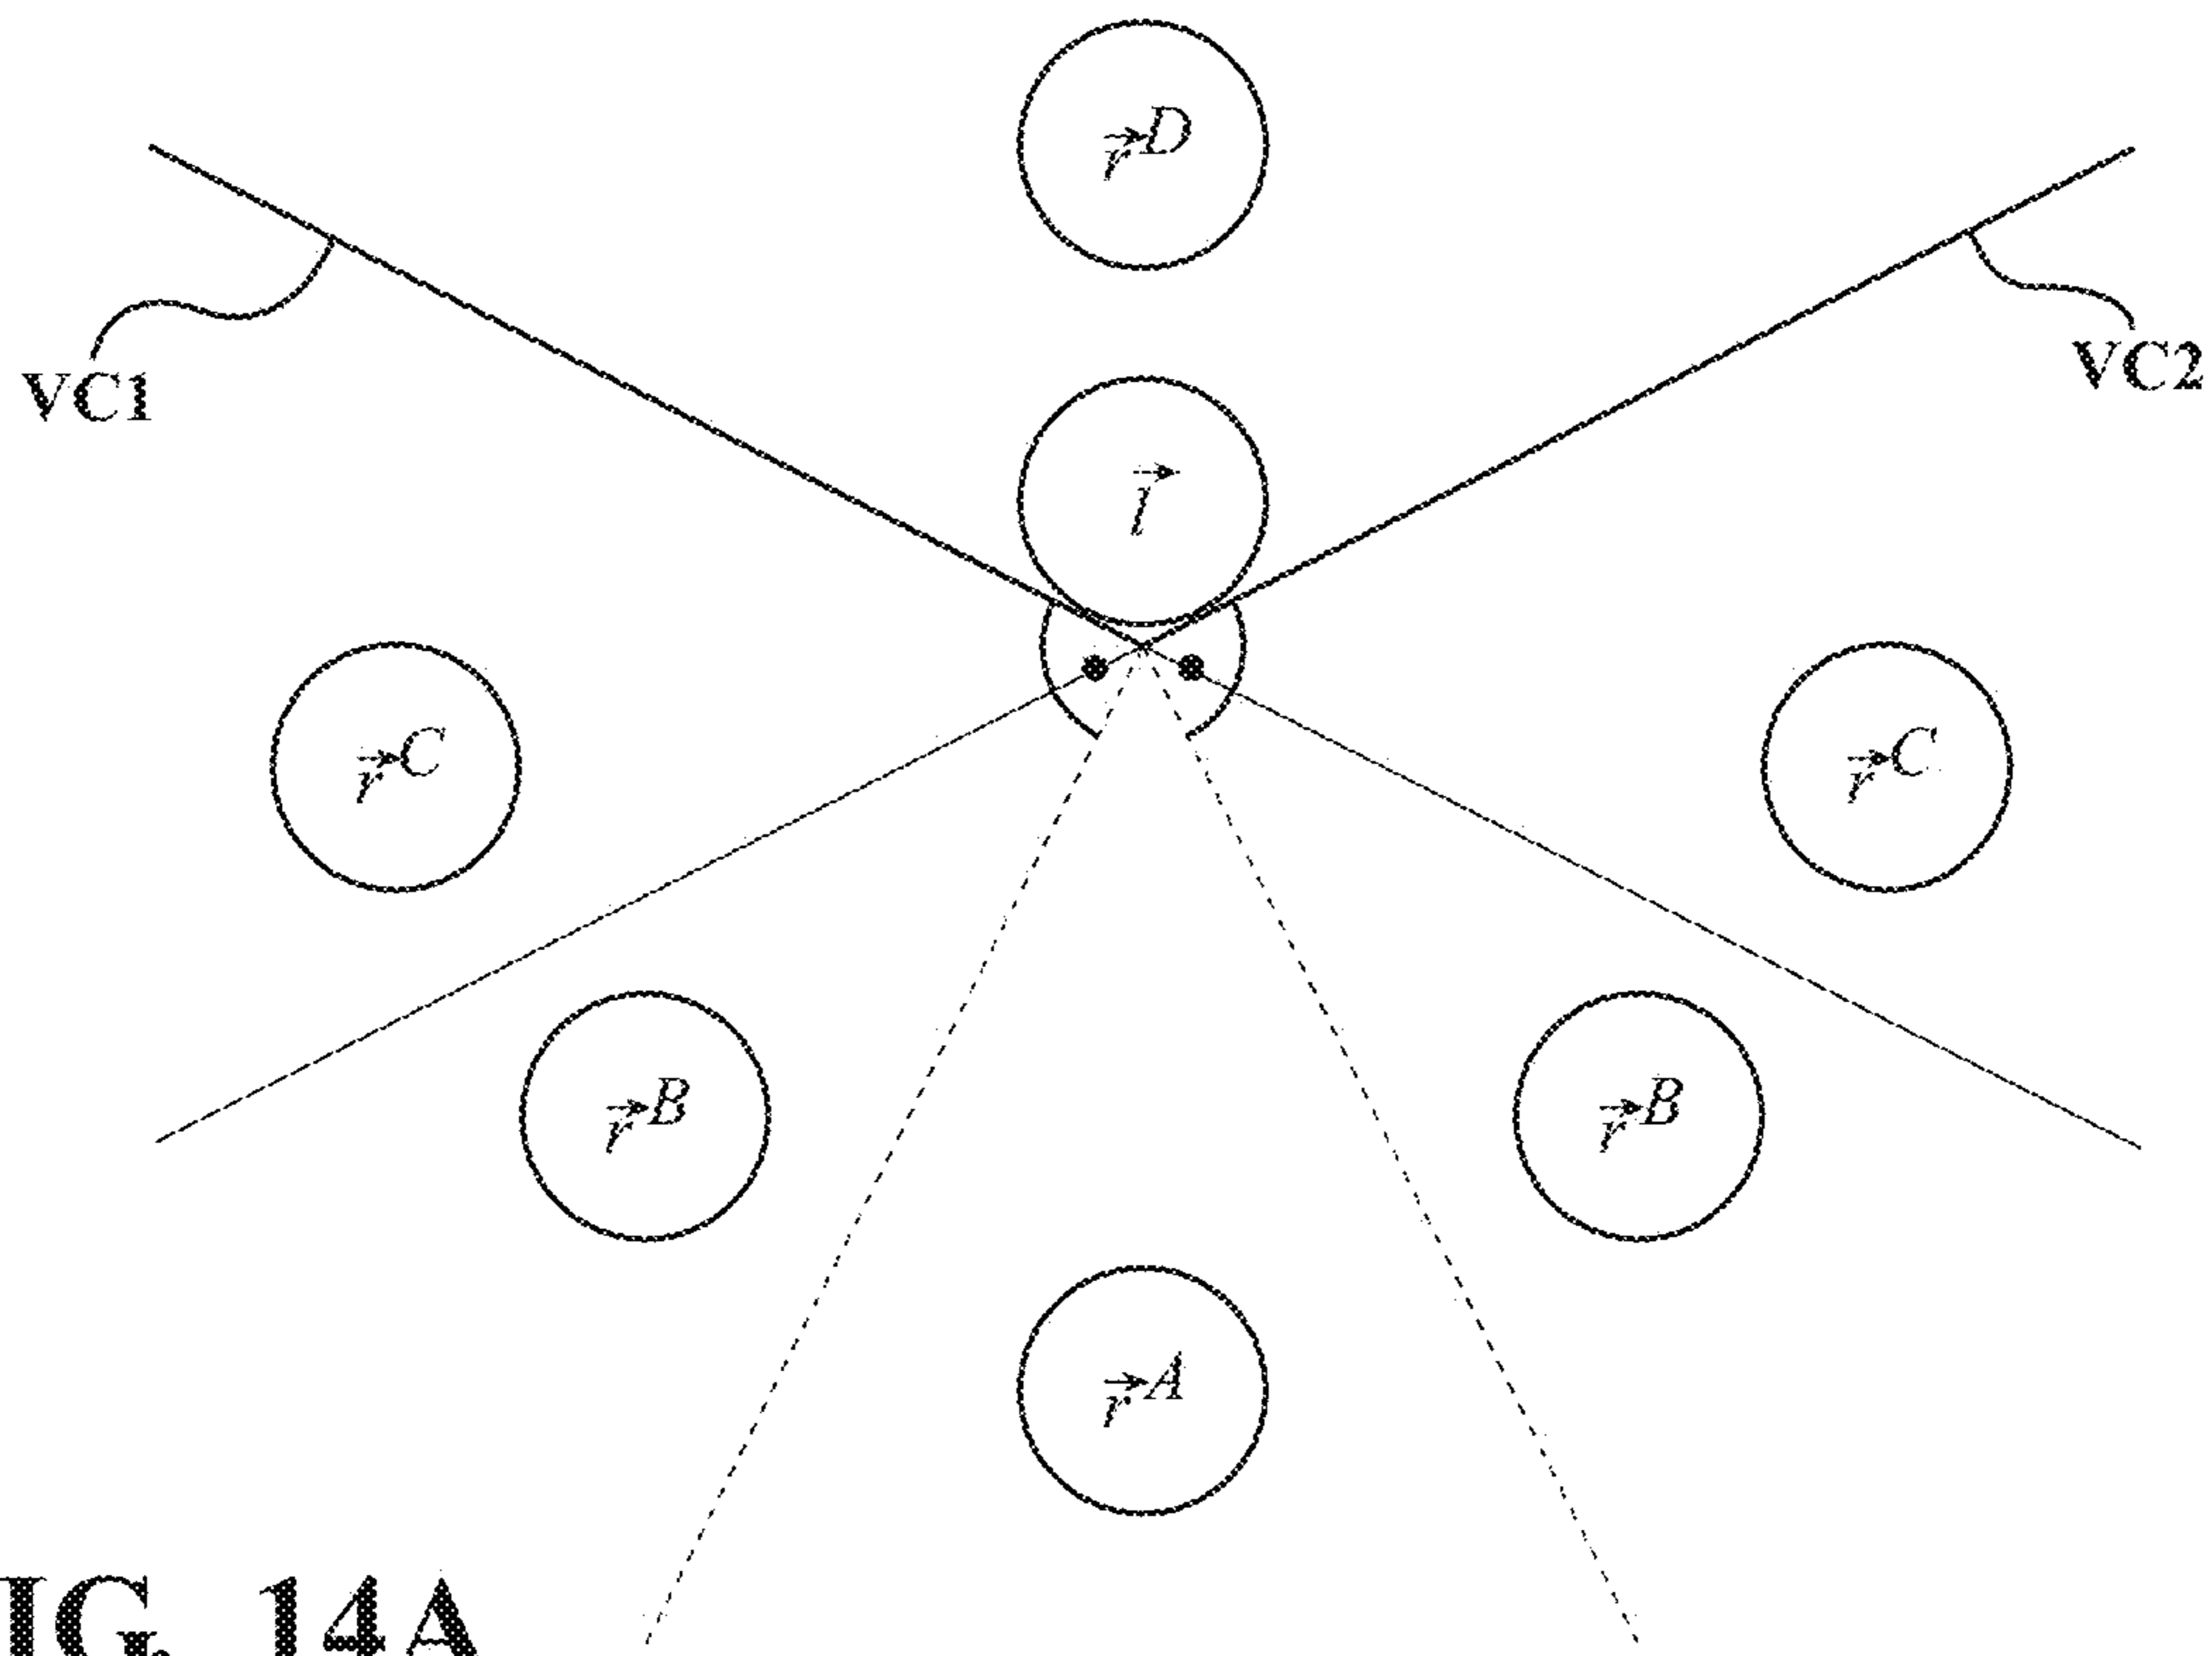 r⃗^D
VC1
VC2
r⃗
r⃗^C
r⃗^C
r⃗^B
r⃗^B
r⃗^A
IG. 14A